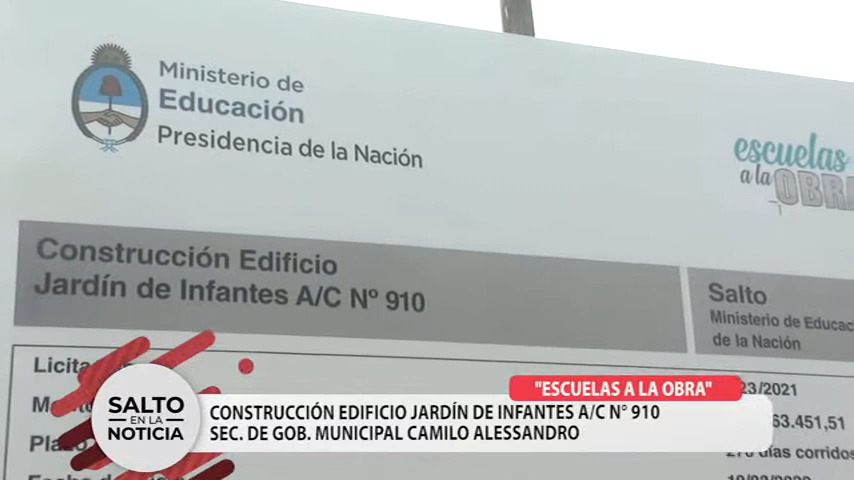 Ministerio de
Educación
Presidencia de la Nación
escuelas
a la OBRA
Construcción Edificio
Jardín de Infantes A/C Nº 910
Salto
Ministerio de Educac
de la Nación
"ESCUELAS A LA OBRA"
SALTO
EN LA
NOTICIA
CONSTRUCCIÓN EDIFICIO JARDÍN DE INFANTES A/C N° 910
SEC. DE GOB. MUNICIPAL CAMILO ALESSANDRO
23/2021
63.451,51
días corridos